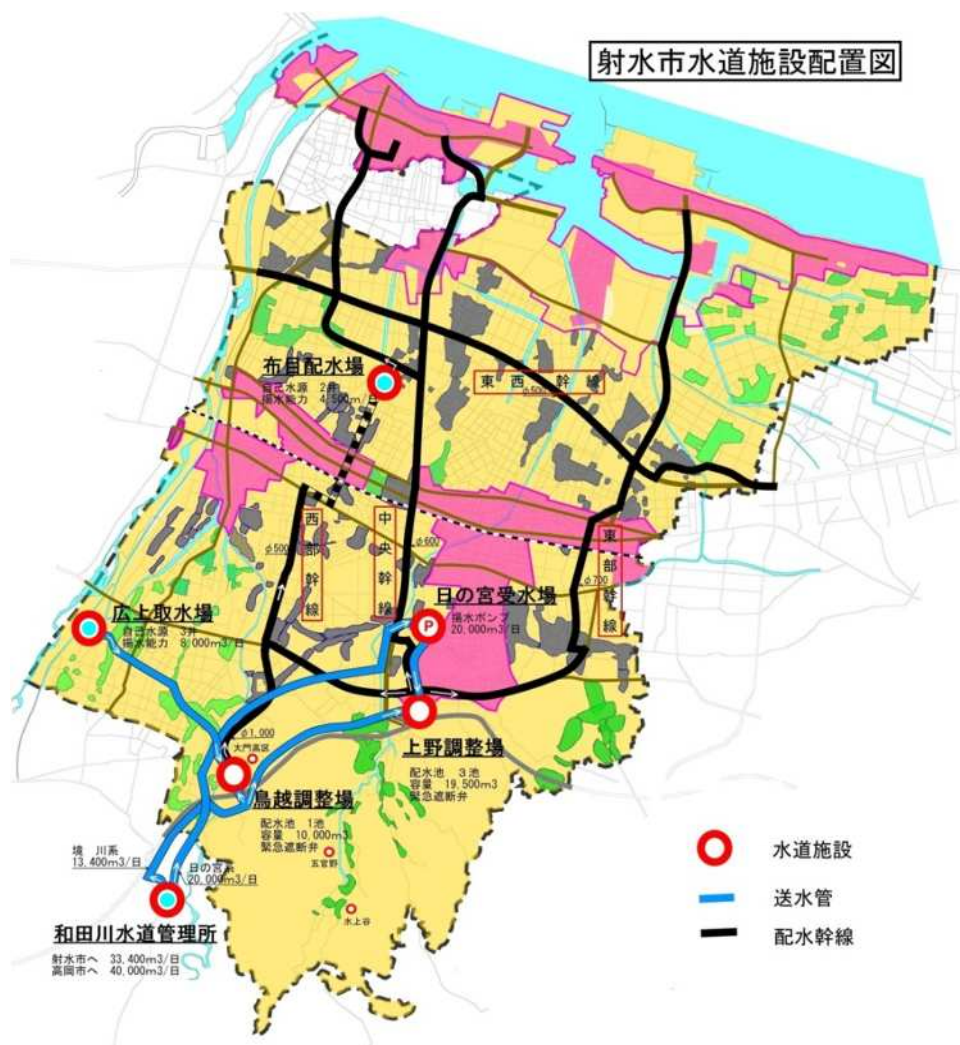 射水市水道施設配置図
布目配水場
自己水源 2井
揚水能力 4,500m/日
東西幹線
φ500
西部幹線
φ500
中央幹線
φ600
東部幹線
φ700
日の宮受水場
P
揚水ポンプ
20,000m3/日
広上取水場
自己水源 3井
揚水能力 8,000m3/日
上野調整場
配水池 3池
容量 19,500m3
緊急遮断弁
φ1,000
大門高区
鳥越調整場
配水池 1池
容量 10,000m3
緊急遮断弁
五官野
水上谷
境 川系
13,400m3/日
日の宮系
20,000m3/日
和田川水道管理所
射水市へ 33,400m3/日
高岡市へ 40,000m3/日
水道施設
送水管
配水幹線